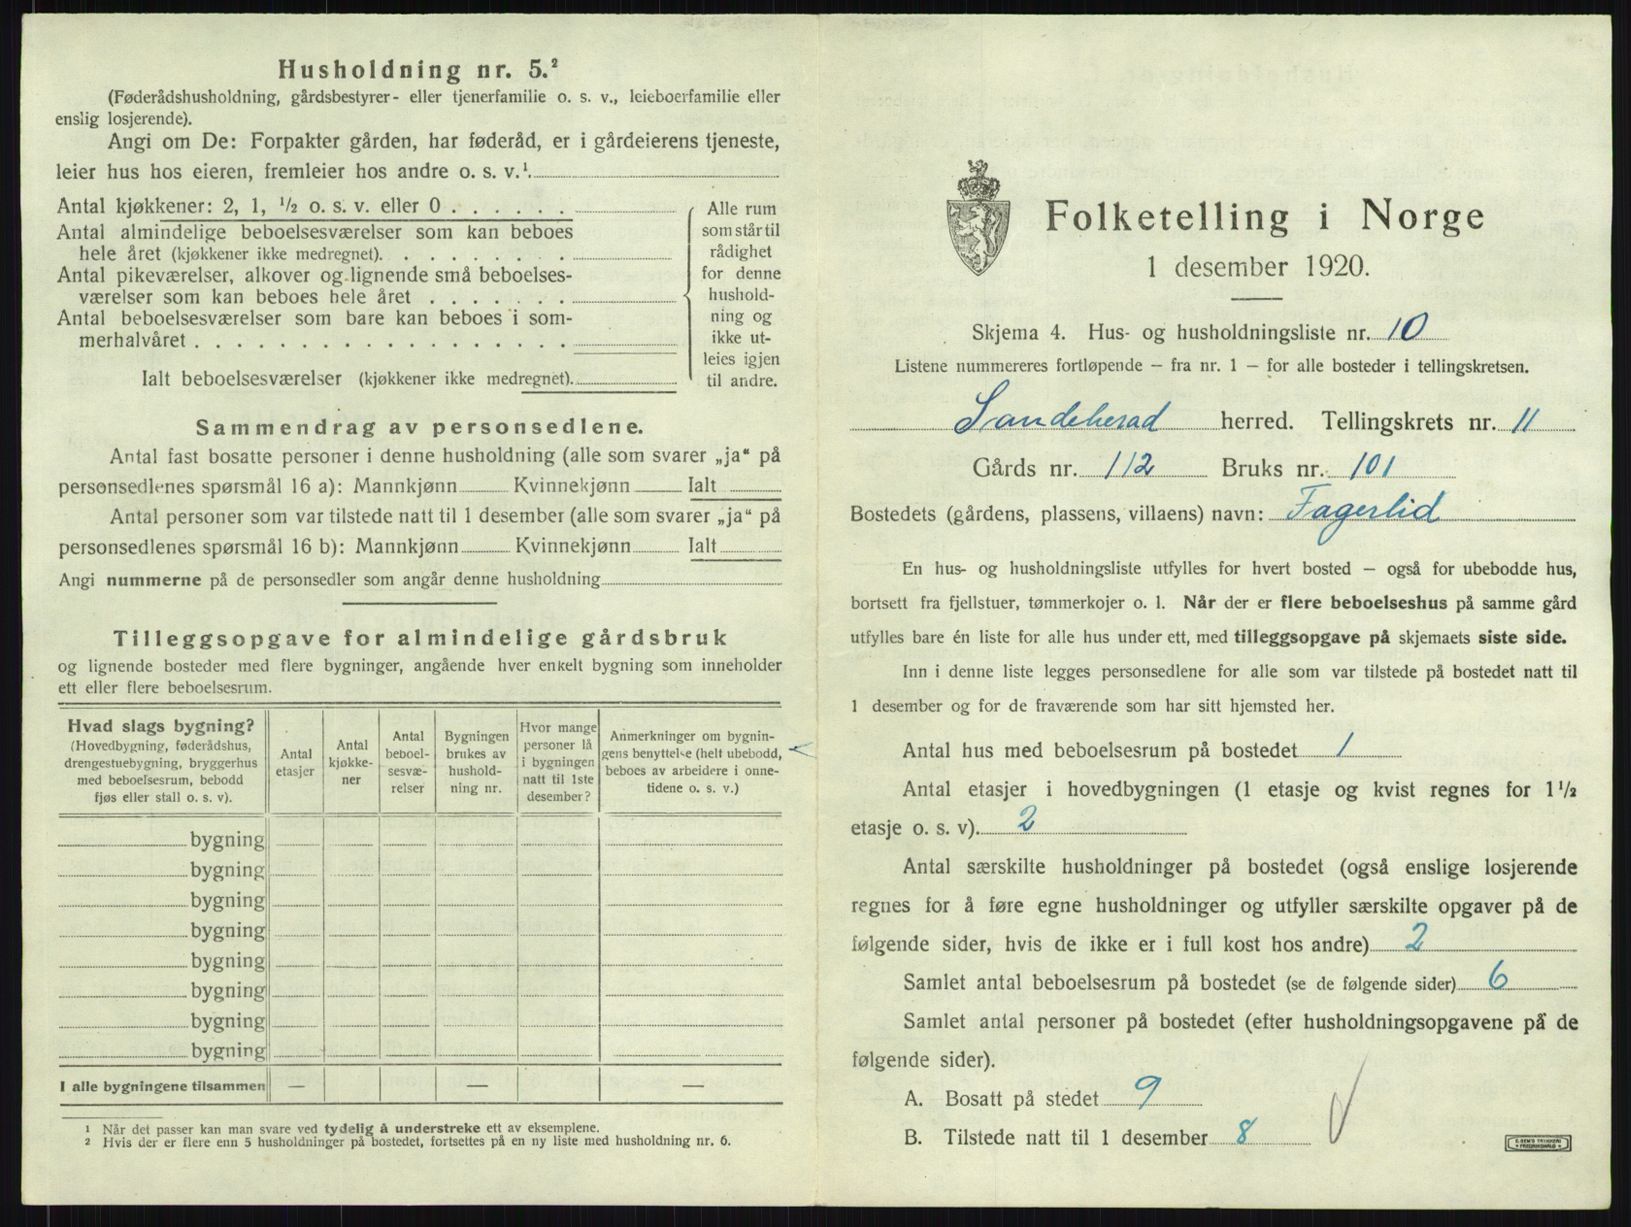 Husholdning nr. 5.²
(Føderådshusholdning, gårdsbestyrer- eller tjenerfamilie o. s. v., leieboerfamilie eller
enslig losjerende).
Angi om De: Forpakter gården, har føderåd, er i gårdeierens tjeneste,
leier hus hos eieren, fremleier hos andre o. s. v.¹.
Antal kjøkkener: 2, 1, ½ o. s. v. eller 0 . . . . . .
Antal almindelige beboelsesværelser som kan beboes
hele året (kjøkkener ikke medregnet). . . . . . . .
Antal pikeværelser, alkover og lignende små beboelses-
værelser som kan beboes hele året . . . . . . .
Antal beboelsesværelser som bare kan beboes i som-
merhalvåret . . . . . . . . . . . . . . . . . .
Ialt beboelsesværelser (kjøkkener ikke medregnet).
Alle rum
som står til
rådighet
for denne
hushold-
ning og
ikke ut-
leies igjen
til andre.
Sammendrag av personsedlene.
Antal fast bosatte personer i denne husholdning (alle som svarer „ja“ på
personsedlenes spørsmål 16 a): Mannkjønn Kvinnekjønn Ialt
Antal personer som var tilstede natt til 1 desember (alle som svarer „ja“ på
personsedlenes spørsmål 16 b): Mannkjønn Kvinnekjønn Ialt
Angi nummerne på de personsedler som angår denne husholdning
Tilleggsopgave for almindelige gårdsbruk
og lignende bosteder med flere bygninger, angående hver enkelt bygning som inneholder
ett eller flere beboelsesrum.
Hvad slags bygning?
(Hovedbygning, føderådshus,
drengestuebygning, bryggerhus
med beboelsesrum, bebodd
fjøs eller stall o. s. v).
Antal
etasjer
Antal
kjøkke-
ner
Antal
beboel-
sesvæ-
relser
Bygningen
brukes av
hushold-
ning nr.
Hvor mange
personer lå
i bygningen
natt til 1ste
desember?
Anmerkninger om bygnin-
gens benyttelse (helt ubebodd,
beboes av arbeidere i onne-
tidene o. s. v.)
bygning
bygning
bygning
bygning
bygning
bygning
bygning
bygning
I alle bygningene tilsammen — — —
¹ Når det passer kan man svare ved tydelig å understreke ett av eksemplene.
² Hvis der er flere enn 5 husholdninger på bostedet, fortsettes på en ny liste med husholdning nr. 6.
Folketelling i Norge
1 desember 1920.
Skjema 4. Hus- og husholdningsliste nr. 10
Listene nummereres fortløpende — fra nr. 1 — for alle bosteder i tellingskretsen.
Sandeherad herred. Tellingskrets nr. 11
Gårds nr. 112 Bruks nr. 101
Bostedets (gårdens, plassens, villaens) navn: Fagerlid
En hus- og husholdningsliste utfylles for hvert bosted — også for ubebodde hus,
bortsett fra fjellstuer, tømmerkojer o. l. Når der er flere beboelseshus på samme gård
utfylles bare én liste for alle hus under ett, med tilleggsopgave på skjemaets siste side.
Inn i denne liste legges personsedlene for alle som var tilstede på bostedet natt til
1 desember og for de fraværende som har sitt hjemsted her.
Antal hus med beboelsesrum på bostedet 1
Antal etasjer i hovedbygningen (1 etasje og kvist regnes for 1½
etasje o. s. v). 2
Antal særskilte husholdninger på bostedet (også enslige losjerende
regnes for å føre egne husholdninger og utfyller særskilte opgaver på de
følgende sider, hvis de ikke er i full kost hos andre) 2
Samlet antal beboelsesrum på bostedet (se de følgende sider) 6
Samlet antal personer på bostedet (efter husholdningsopgavene på de
følgende sider).
A. Bosatt på stedet 9
B. Tilstede natt til 1 desember 8